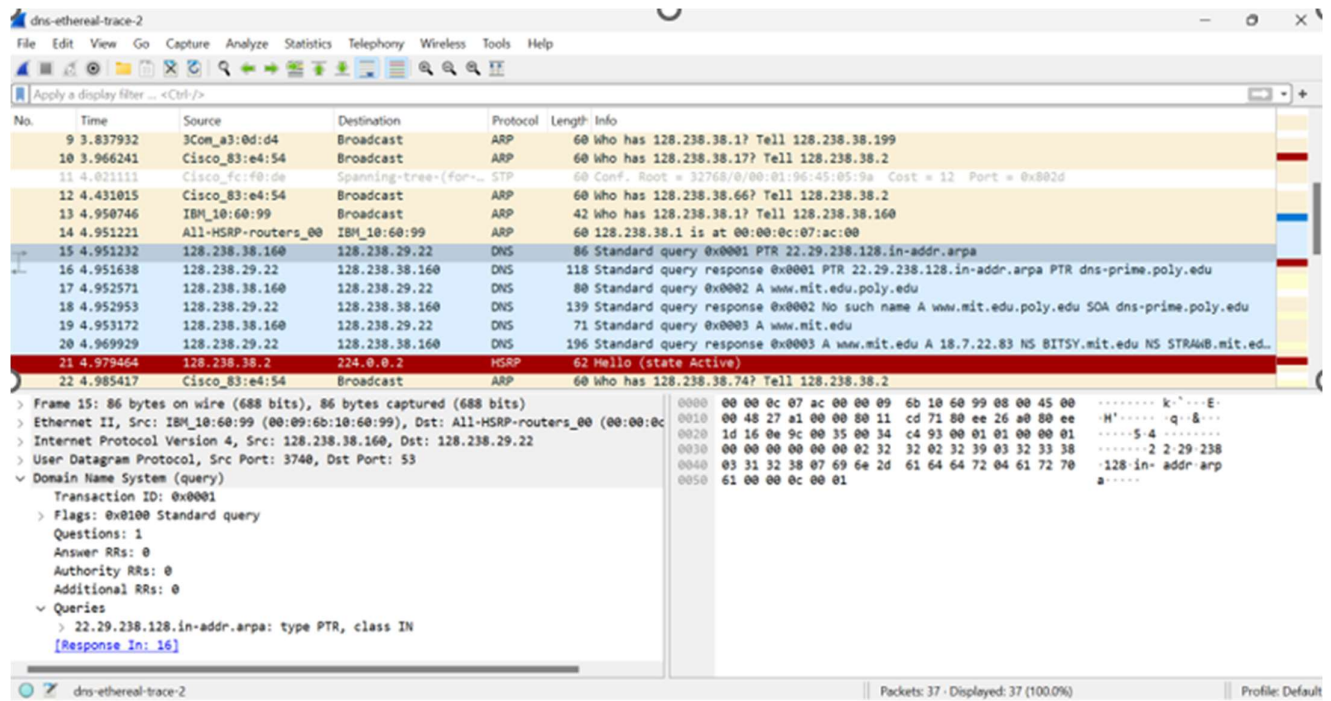 dns-ethereal-trace-2
File Edit View Go Capture Analyze Statistics Telephony Wireless Tools Help
Apply a display filter ... <Ctrl-/>
No. Time Source Destination Protocol Length Info
9 3.837932 3Com_a3:0d:d4 Broadcast ARP 60 Who has 128.238.38.1? Tell 128.238.38.199
10 3.966241 Cisco_83:e4:54 Broadcast ARP 60 Who has 128.238.38.17? Tell 128.238.38.2
11 4.021111 Cisco_fc:f0:de Spanning-tree-(for-… STP 60 Conf. Root = 32768/0/00:01:96:45:05:9a Cost = 12 Port = 0x802d
12 4.431015 Cisco_83:e4:54 Broadcast ARP 60 Who has 128.238.38.66? Tell 128.238.38.2
13 4.950746 IBM_10:60:99 Broadcast ARP 42 Who has 128.238.38.1? Tell 128.238.38.160
14 4.951221 All-HSRP-routers_00 IBM_10:60:99 ARP 60 128.238.38.1 is at 00:00:0c:07:ac:00
15 4.951232 128.238.38.160 128.238.29.22 DNS 86 Standard query 0x0001 PTR 22.29.238.128.in-addr.arpa
16 4.951638 128.238.29.22 128.238.38.160 DNS 118 Standard query response 0x0001 PTR 22.29.238.128.in-addr.arpa PTR dns-prime.poly.edu
17 4.952571 128.238.38.160 128.238.29.22 DNS 80 Standard query 0x0002 A www.mit.edu.poly.edu
18 4.952953 128.238.29.22 128.238.38.160 DNS 139 Standard query response 0x0002 No such name A www.mit.edu.poly.edu SOA dns-prime.poly.edu
19 4.953172 128.238.38.160 128.238.29.22 DNS 71 Standard query 0x0003 A www.mit.edu
20 4.969929 128.238.29.22 128.238.38.160 DNS 196 Standard query response 0x0003 A www.mit.edu A 18.7.22.83 NS BITSY.mit.edu NS STRAWB.mit.ed…
21 4.979464 128.238.38.2 224.0.0.2 HSRP 62 Hello (state Active)
22 4.985417 Cisco_83:e4:54 Broadcast ARP 60 Who has 128.238.38.74? Tell 128.238.38.2
Frame 15: 86 bytes on wire (688 bits), 86 bytes captured (688 bits)
Ethernet II, Src: IBM_10:60:99 (00:09:6b:10:60:99), Dst: All-HSRP-routers_00 (00:00:0c
Internet Protocol Version 4, Src: 128.238.38.160, Dst: 128.238.29.22
User Datagram Protocol, Src Port: 3740, Dst Port: 53
Domain Name System (query)
Transaction ID: 0x0001
Flags: 0x0100 Standard query
Questions: 1
Answer RRs: 0
Authority RRs: 0
Additional RRs: 0
Queries
22.29.238.128.in-addr.arpa: type PTR, class IN
[Response In: 16]
0000 00 00 0c 07 ac 00 00 09 6b 10 60 99 08 00 45 00 ········ k·`···E·
0010 00 48 27 a1 00 00 80 11 cd 71 80 ee 26 a0 80 ee ·H'····· ·q··&···
0020 1d 16 0e 9c 00 35 00 34 c4 93 00 01 01 00 00 01 ·····5·4 ········
0030 00 00 00 00 00 00 02 32 32 02 32 39 03 32 33 38 ·······2 2·29·238
0040 03 31 32 38 07 69 6e 2d 61 64 64 72 04 61 72 70 ·128·in- addr·arp
0050 61 00 00 0c 00 01 a·····
dns-ethereal-trace-2 Packets: 37 · Displayed: 37 (100.0%) Profile: Default